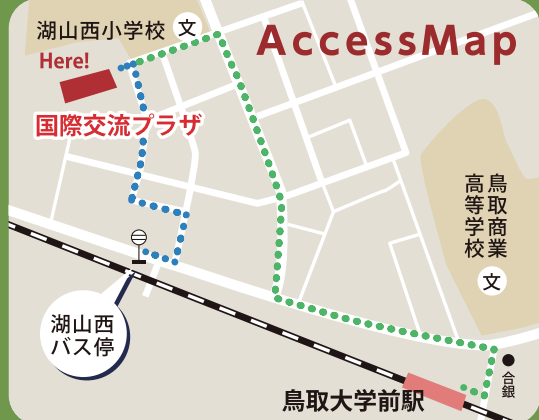 湖山西小学校
文
AccessMap
Here!
国際交流プラザ
鳥取商業
高等学校
文
湖山西
バス停
鳥取大学前駅
合銀